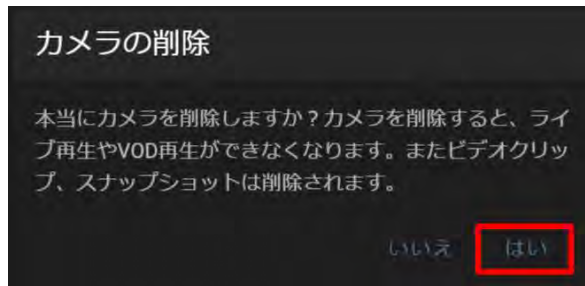 カメラの削除
本当にカメラを削除しますか？カメラを削除すると、ライ
ブ再生やVOD再生ができなくなります。またビデオクリッ
プ、スナップショットは削除されます。
いいえ はい